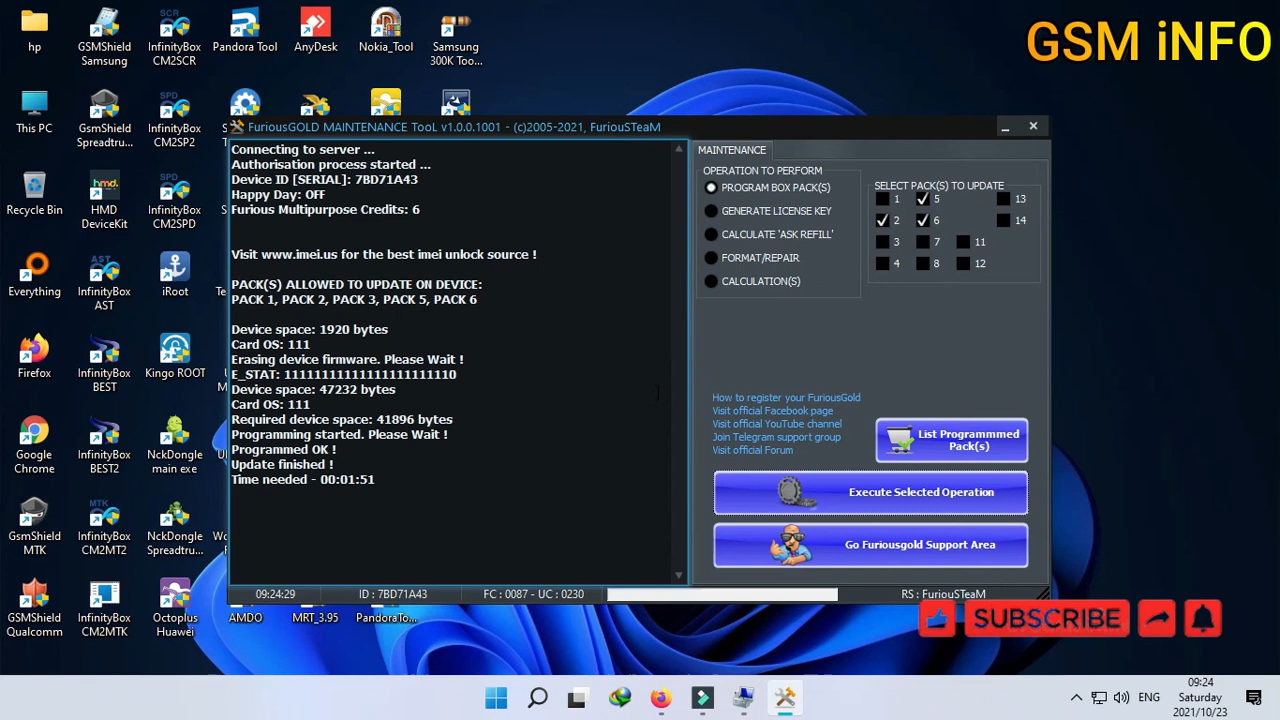 GSM iNFO
hp
GSMShield
Samsung
SCR
InfinityBox
CM2SCR
Pandora Tool
AnyDesk
Nokia_Tool
Samsung
300K Too...
This PC
GsmShield
Spreadtru...
SPD
InfinityBox
CM2SP2
Recycle Bin
hmd.
HMD
DeviceKit
SPD
InfinityBox
CM2SPD
Everything
AST
InfinityBox
AST
iRoot
Firefox
InfinityBox
BEST
Kingo ROOT
Google
Chrome
InfinityBox
BEST2
NckDongle
main exe
GsmShield
MTK
MTK
InfinityBox
CM2MT2
NckDongle
Spreadtru...
GSMShield
Qualcomm
InfinityBox
CM2MTK
Octoplus
Huawei
AMDO
MRT_3.95
PandoraTo...
FuriousGOLD MAINTENANCE TooL v1.0.0.1001 - (c)2005-2021, FuriouSTeaM
Connecting to server ...
Authorisation process started ...
Device ID [SERIAL]: 7BD71A43
Happy Day: OFF
Furious Multipurpose Credits: 6
Visit www.imei.us for the best imei unlock source !
PACK(S) ALLOWED TO UPDATE ON DEVICE:
PACK 1, PACK 2, PACK 3, PACK 5, PACK 6
Device space: 1920 bytes
Card OS: 111
Erasing device firmware. Please Wait !
E_STAT: 11111111111111111111110
Device space: 47232 bytes
Card OS: 111
Required device space: 41896 bytes
Programming started. Please Wait !
Programmed OK !
Update finished !
Time needed - 00:01:51
MAINTENANCE
OPERATION TO PERFORM
PROGRAM BOX PACK(S)
GENERATE LICENSE KEY
CALCULATE 'ASK REFILL'
FORMAT/REPAIR
CALCULATION(S)
SELECT PACK(S) TO UPDATE
1 5 13
2 6 14
3 7 11
4 8 12
How to register your FuriousGold
Visit official Facebook page
Visit official YouTube channel
Join Telegram support group
Visit official Forum
List Programmmed
Pack(s)
Execute Selected Operation
Go Furiousgold Support Area
09:24:29 ID : 7BD71A43 FC : 0087 - UC : 0230 RS : FuriouSTeaM
SUBSCRIBE
ENG
09:24
Saturday
2021/10/23